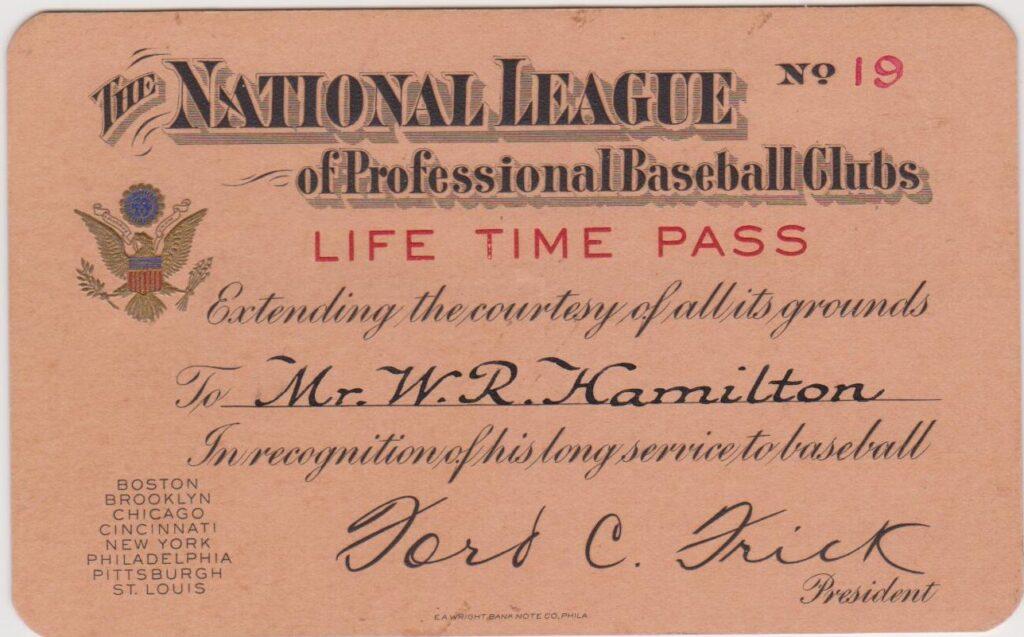 THE NATIONAL LEAGUE No 19
of Professional Baseball Clubs
LIFE TIME PASS
Extending the courtesy of all its grounds
To Mr. W. R. Hamilton
In recognition of his long service to baseball
BOSTON
BROOKLYN
CHICAGO
CINCINNATI
NEW YORK
PHILADELPHIA
PITTSBURGH
ST. LOUIS
Ford C. Frick
President
E.A.WRIGHT BANK NOTE CO., PHILA.